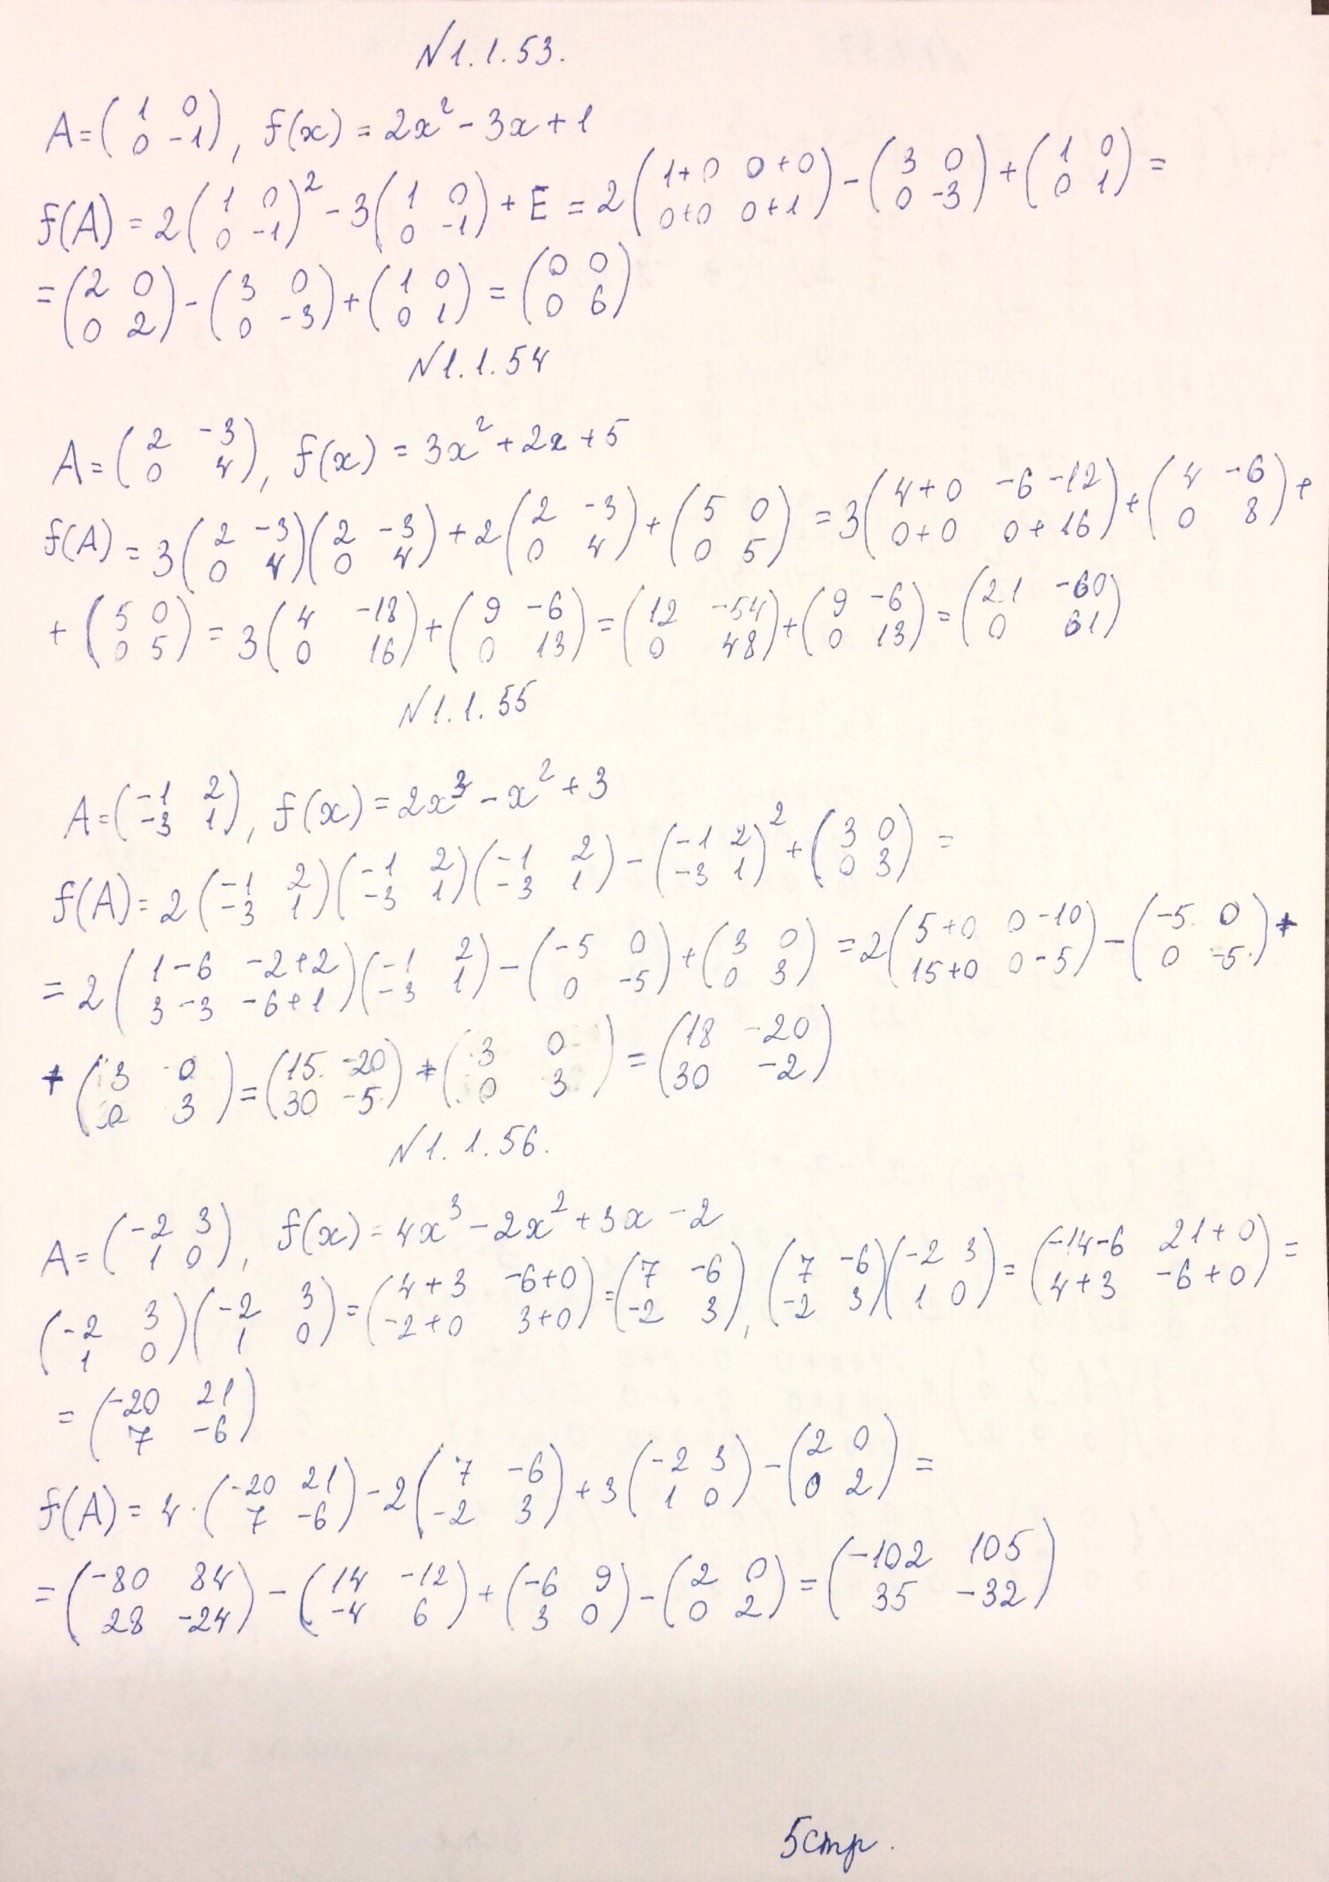 N1.1.53.
A=(1 0; 0 -1), f(x) = 2x² - 3x + 1
f(A) = 2(1 0; 0 -1)² - 3(1 0; 0 -1) + E = 2(1+0 0+0; 0+0 0+1) - (3 0; 0 -3) + (1 0; 0 1) =
= (2 0; 0 2) - (3 0; 0 -3) + (1 0; 0 1) = (0 0; 0 6)
N1.1.54
A = (2 -3; 0 4), f(x) = 3x² + 2x + 5
f(A) = 3(2 -3; 0 4)(2 -3; 0 4) + 2(2 -3; 0 4) + (5 0; 0 5) = 3(4+0 -6-12; 0+0 0+16) + (4 -6; 0 8) +
+ (5 0; 0 5) = 3(4 -18; 0 16) + (9 -6; 0 13) = (12 -54; 0 48) + (9 -6; 0 13) = (21 -60; 0 61)
N1.1.55
A=(-1 2; -3 1), f(x) = 2x³ - x² + 3
f(A) = 2(-1 2; -3 1)(-1 2; -3 1)(-1 2; -3 1) - (-1 2; -3 1)² + (3 0; 0 3) =
= 2(1-6 -2+2; 3-3 -6+1)(-1 2; -3 1) - (-5 0; 0 -5) + (3 0; 0 3) = 2(5+0 0-10; 15+0 0-5) - (-5 0; 0 -5) +
+ (3 0; 0 3) = (15 -20; 30 -5) + (3 0; 0 3) = (18 -20; 30 -2)
N1.1.56.
A = (-2 3; 1 0), f(x) = 4x³ - 2x² + 3x - 2
(-2 3; 1 0)(-2 3; 1 0) = (4+3 -6+0; -2+0 3+0) = (7 -6; -2 3), (7 -6; -2 3)(-2 3; 1 0) = (-14-6 21+0; 4+3 -6+0) =
= (-20 21; 7 -6)
f(A) = 4·(-20 21; 7 -6) - 2(7 -6; -2 3) + 3(-2 3; 1 0) - (2 0; 0 2) =
= (-80 84; 28 -24) - (14 -12; -4 6) + (-6 9; 3 0) - (2 0; 0 2) = (-102 105; 35 -32)
5стр.